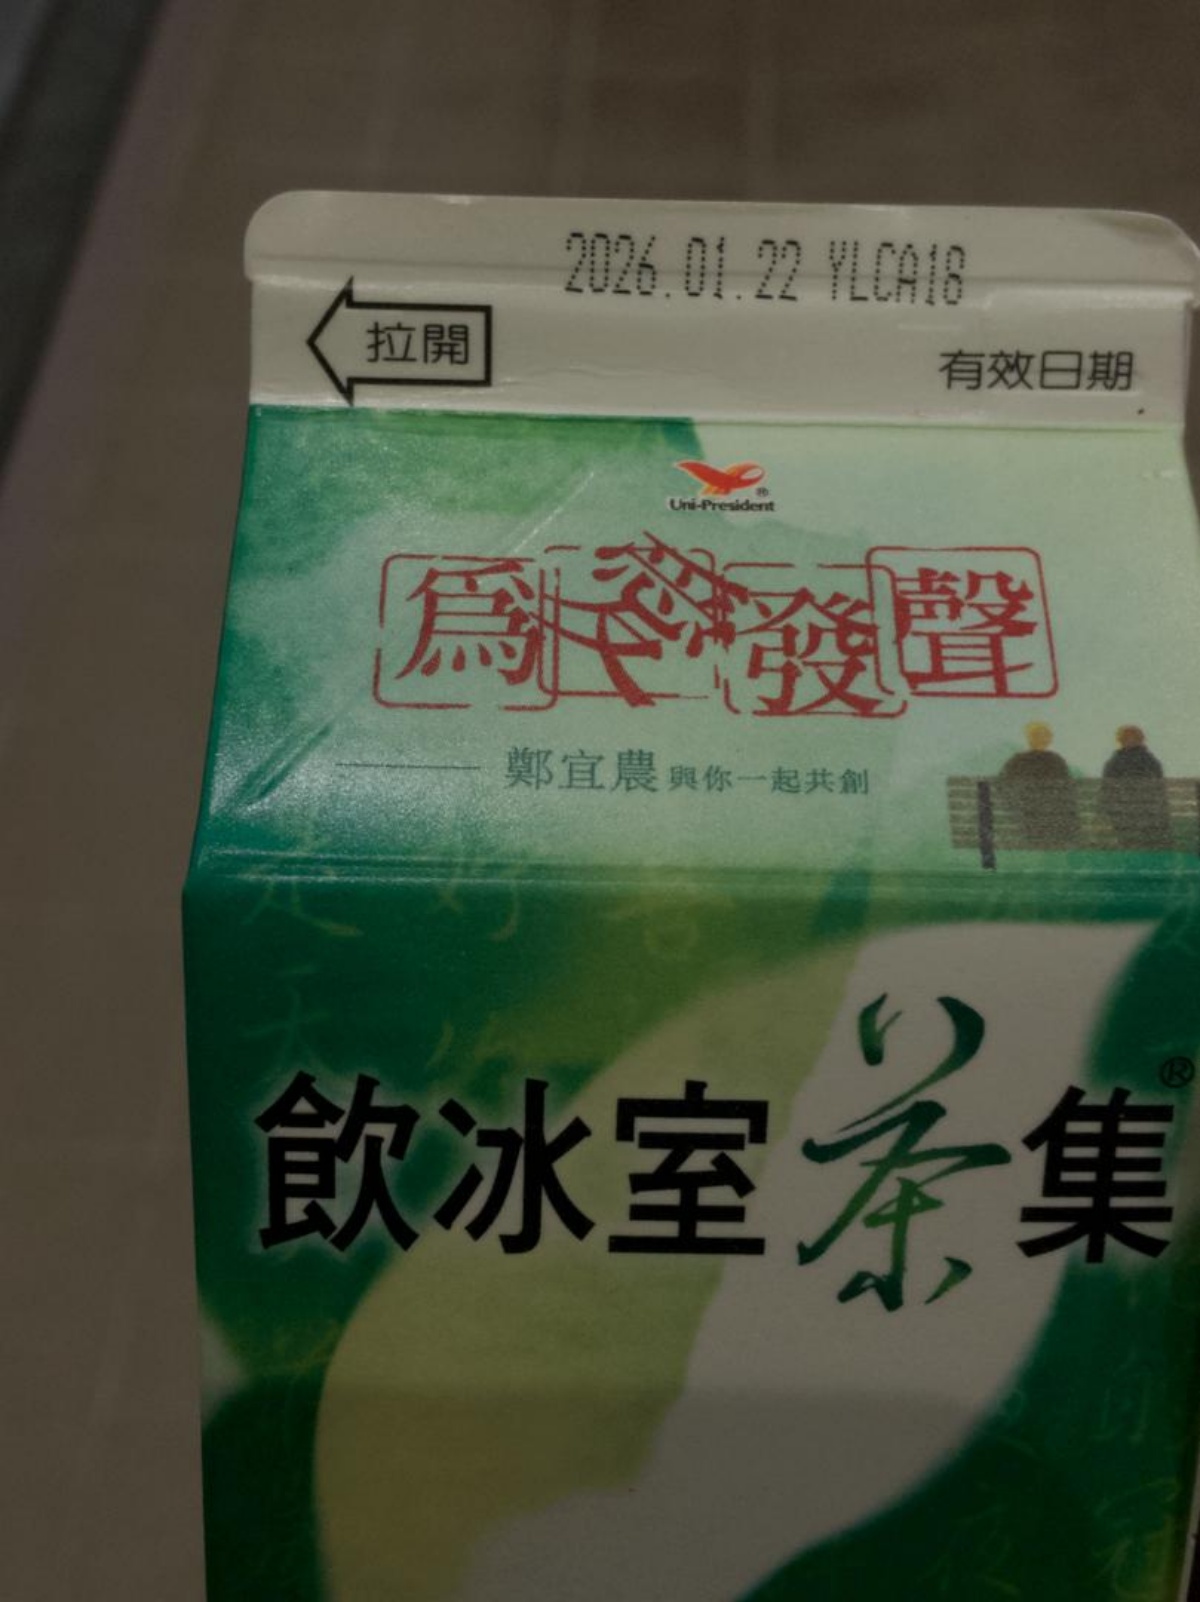 2026.01.22 YLCA18
拉開
有效日期
Uni-President®
為愛發聲
鄭宜農與你一起共創
飲冰室茶集®